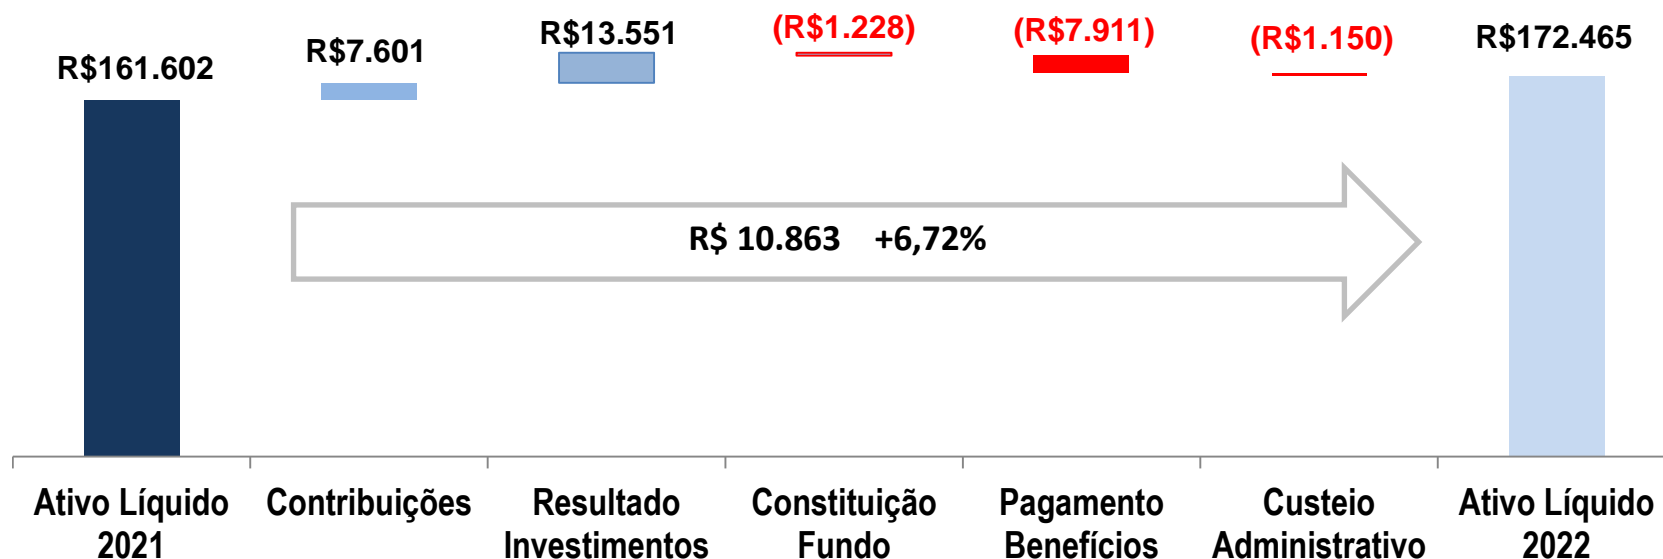 R$161.602
R$7.601
R$13.551
(R$1.228)
(R$7.911)
(R$1.150)
R$172.465
R$ 10.863 +6,72%
Ativo Líquido
2021
Contribuições
Resultado
Investimentos
Constituição
Fundo
Pagamento
Benefícios
Custeio
Administrativo
Ativo Líquido
2022